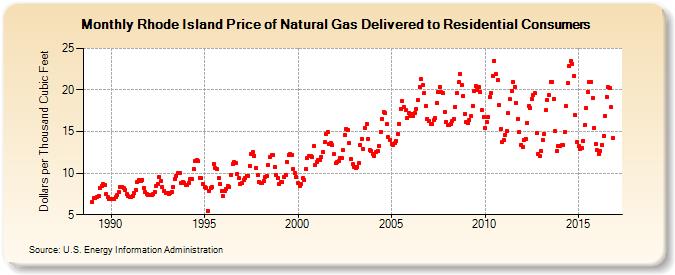 Monthly Rhode Island Price of Natural Gas Delivered to Residential Consumers
Dollars per Thousand Cubic Feet
25
20
15
10
5
1990 1995 2000 2005 2010 2015
Source: U.S. Energy Information Administration